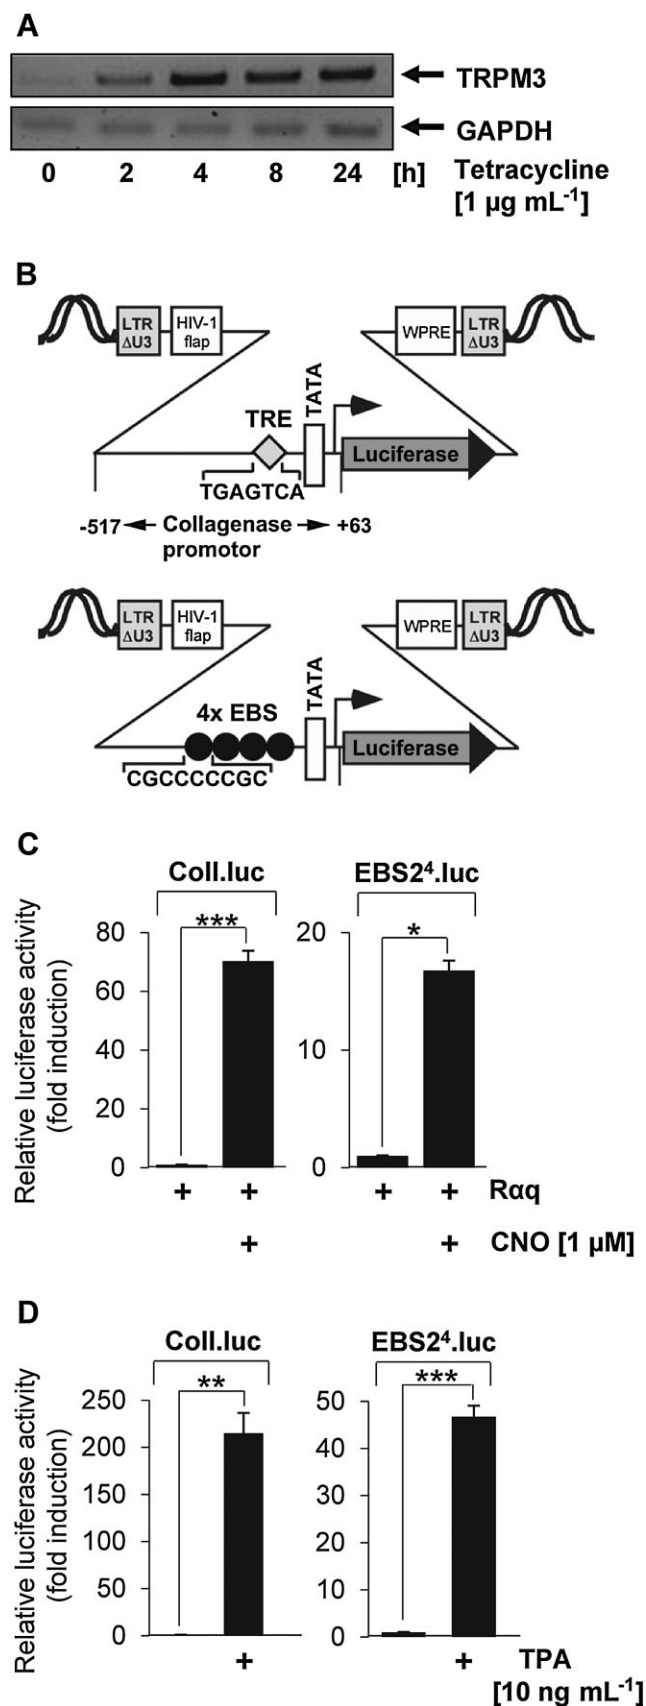 A
TRPM3
GAPDH
0 2 4 8 24 [h] Tetracycline
[1 µg mL-1]
B
LTR ΔU3
HIV-1 flap
WPRE
LTR ΔU3
TATA
TRE
Luciferase
TGAGTCA
-517 Collagenase +63
promotor
LTR ΔU3
HIV-1 flap
WPRE
LTR ΔU3
TATA
4x EBS
Luciferase
CGCCCCCGC
C
Coll.luc
EBS2⁴.luc
Relative luciferase activity
(fold induction)
80
60
40
20
0
***
20
10
0
*
+ + + + Rαq
+ + CNO [1 µM]
D
Coll.luc
EBS2⁴.luc
Relative luciferase activity
(fold induction)
250
200
150
100
50
0
**
50
40
30
20
10
0
***
+ + TPA
[10 ng mL-1]